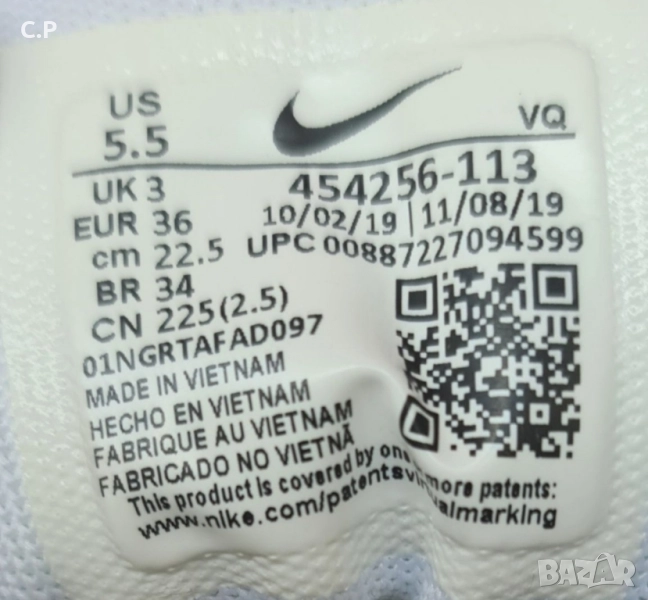 C.P
US
5.5
VQ
UK 3
454256-113
EUR 36
10/02/19 | 11/08/19
cm 22.5
UPC 00887227094599
BR 34
CN 225(2.5)
01NGRTAFAD097
MADE IN VIETNAM
HECHO EN VIETNAM
FABRIQUE AU VIETNAM
FABRICADO NO VIETNÃ
This product is covered by one more patents:
www.nike.com/patentsvi almarking
BAZAR